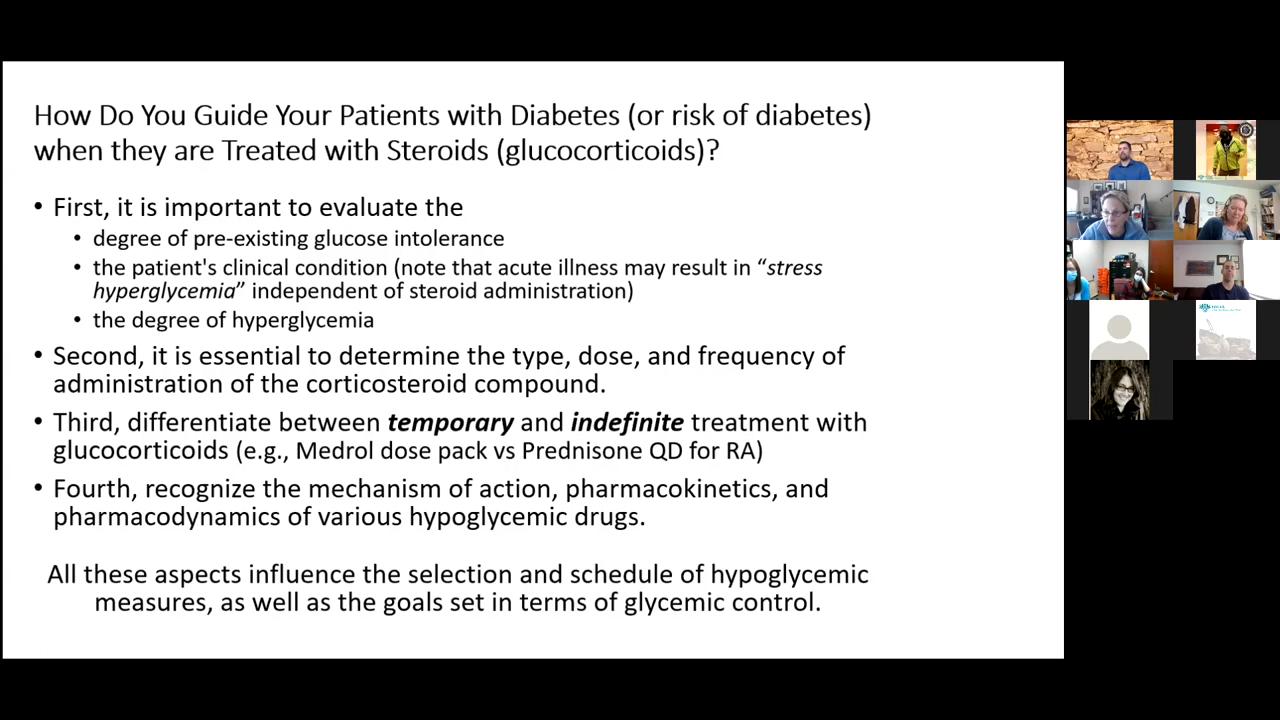 How Do You Guide Your Patients with Diabetes (or risk of diabetes)
when they are Treated with Steroids (glucocorticoids)?
• First, it is important to evaluate the
• degree of pre-existing glucose intolerance
• the patient's clinical condition (note that acute illness may result in “stress
hyperglycemia” independent of steroid administration)
• the degree of hyperglycemia
• Second, it is essential to determine the type, dose, and frequency of
administration of the corticosteroid compound.
• Third, differentiate between temporary and indefinite treatment with
glucocorticoids (e.g., Medrol dose pack vs Prednisone QD for RA)
• Fourth, recognize the mechanism of action, pharmacokinetics, and
pharmacodynamics of various hypoglycemic drugs.
All these aspects influence the selection and schedule of hypoglycemic
measures, as well as the goals set in terms of glycemic control.